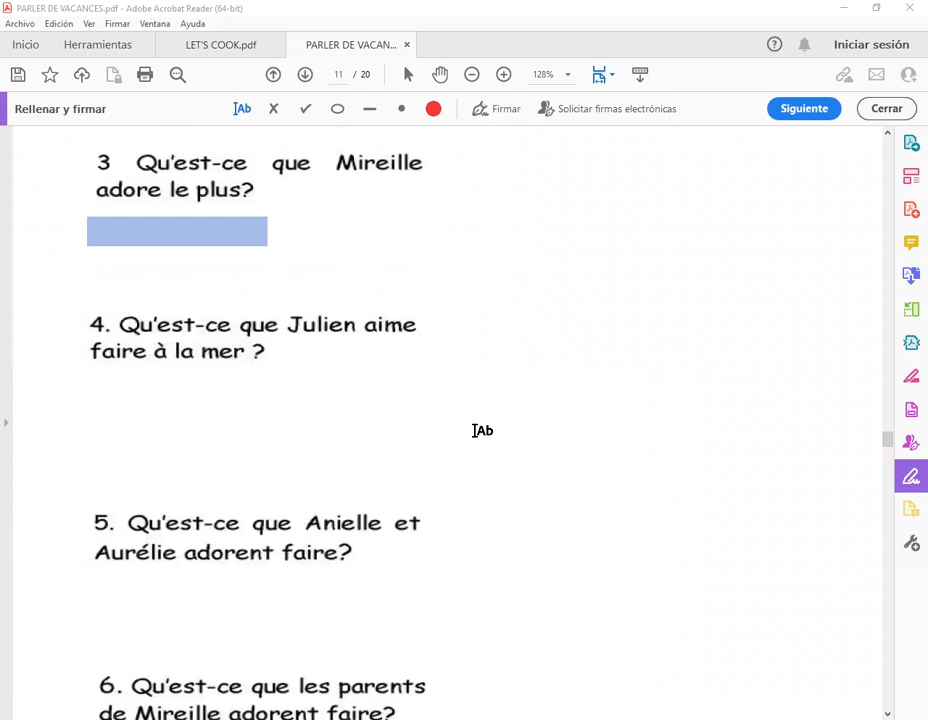 PARLER DE VACANCES.pdf - Adobe Acrobat Reader (64-bit)
Archivo Edición Ver Firmar Ventana Ayuda
Inicio Herramientas LET'S COOK.pdf PARLER DE VACAN... × Iniciar sesión
11 / 20 128%
Rellenar y firmar Ab Firmar Solicitar firmas electrónicas Siguiente Cerrar
3 Qu'est-ce que Mireille
adore le plus?
4. Qu'est-ce que Julien aime
faire à la mer ?
Ab
5. Qu'est-ce que Anielle et
Aurélie adorent faire?
6. Qu'est-ce que les parents
de Mireille adorent faire?